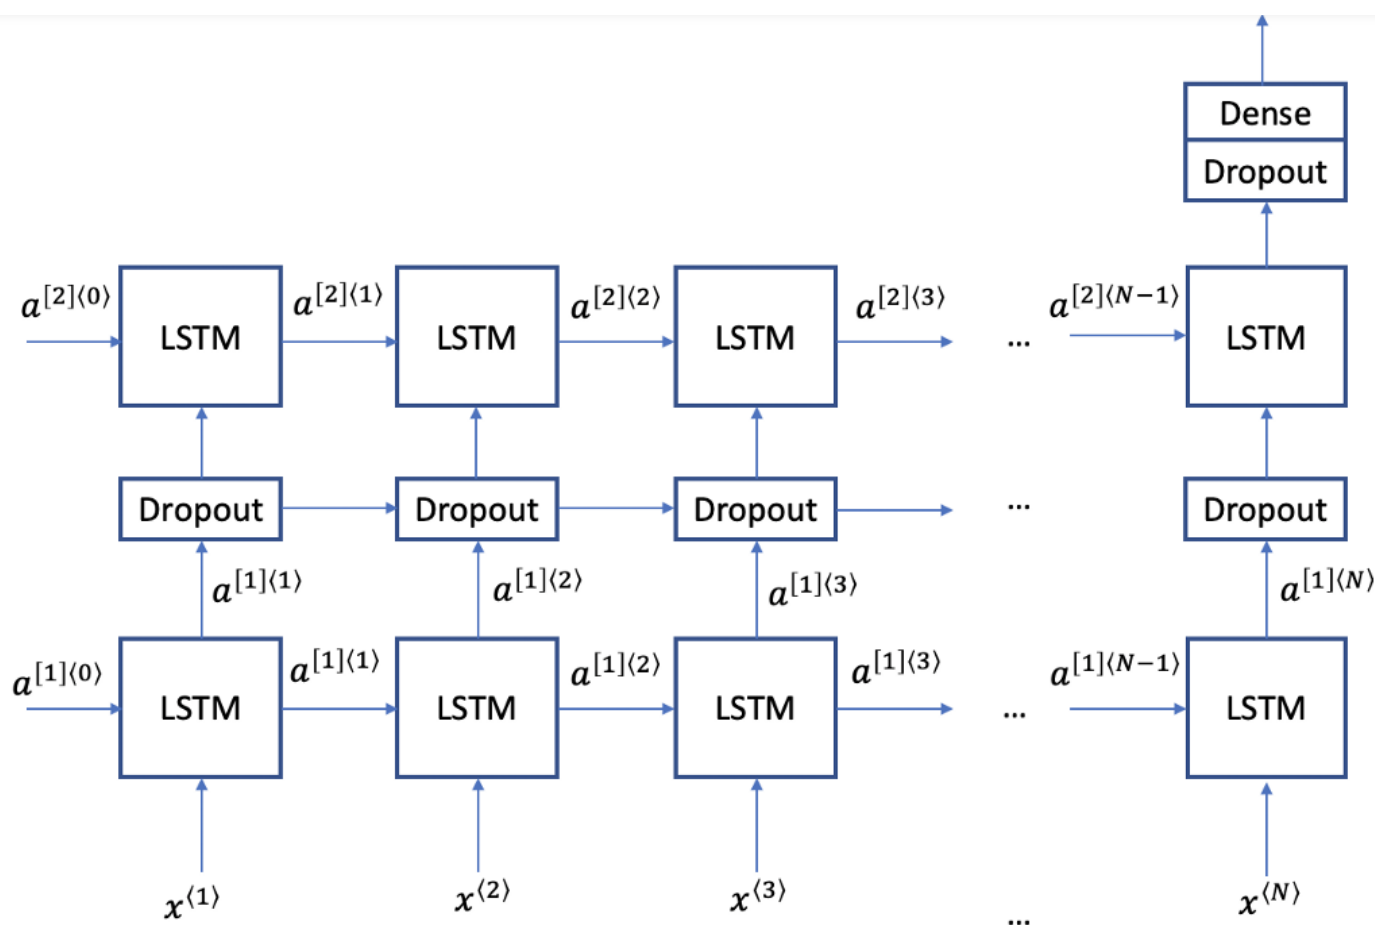 Dense
Dropout
a[2]⟨0⟩ LSTM a[2]⟨1⟩ LSTM a[2]⟨2⟩ LSTM a[2]⟨3⟩ ... a[2]⟨N−1⟩ LSTM
Dropout Dropout Dropout ... Dropout
a[1]⟨1⟩ a[1]⟨2⟩ a[1]⟨3⟩ a[1]⟨N⟩
a[1]⟨0⟩ LSTM a[1]⟨1⟩ LSTM a[1]⟨2⟩ LSTM a[1]⟨3⟩ ... a[1]⟨N−1⟩ LSTM
x⟨1⟩ x⟨2⟩ x⟨3⟩ ... x⟨N⟩